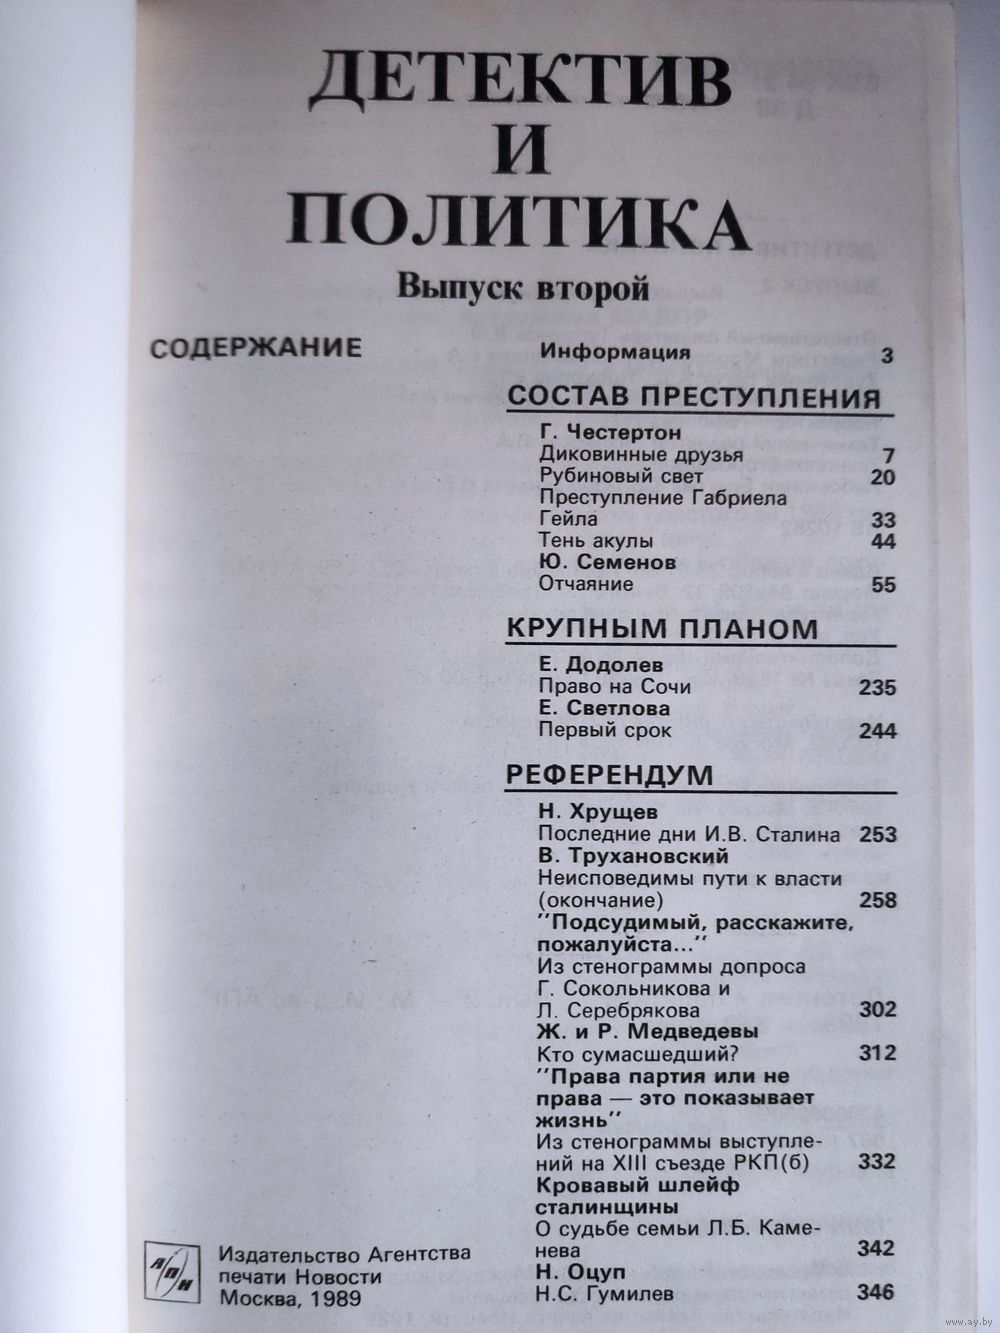 ДЕТЕКТИВ
И
ПОЛИТИКА
Выпуск второй
СОДЕРЖАНИЕ
Информация 3
СОСТАВ ПРЕСТУПЛЕНИЯ
Г. Честертон
Диковинные друзья 7
Рубиновый свет 20
Преступление Габриела
Гейла 33
Тень акулы 44
Ю. Семенов
Отчаяние 55
КРУПНЫМ ПЛАНОМ
Е. Додолев
Право на Сочи 235
Е. Светлова
Первый срок 244
РЕФЕРЕНДУМ
Н. Хрущев
Последние дни И.В. Сталина 253
В. Трухановский
Неисповедимы пути к власти
(окончание) 258
"Подсудимый, расскажите,
пожалуйста..."
Из стенограммы допроса
Г. Сокольникова и
Л. Серебрякова 302
Ж. и Р. Медведевы
Кто сумасшедший? 312
"Права партия или не
права — это показывает
жизнь"
Из стенограммы выступле-
ний на XIII съезде РКП(б) 332
Кровавый шлейф
сталинщины
О судьбе семьи Л.Б. Каме-
нева 342
Н. Оцуп
Н.С. Гумилев 346
АПН
Издательство Агентства
печати Новости
Москва, 1989
www.ay.by